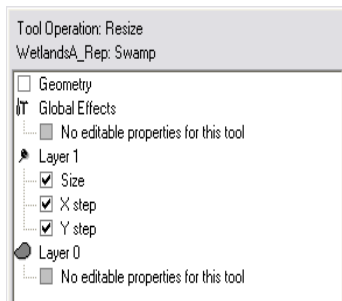 Tool Operation: Resize
WetlandsA_Rep: Swamp
Geometry
Global Effects
No editable properties for this tool
Layer 1
Size
X step
Y step
Layer 0
No editable properties for this tool